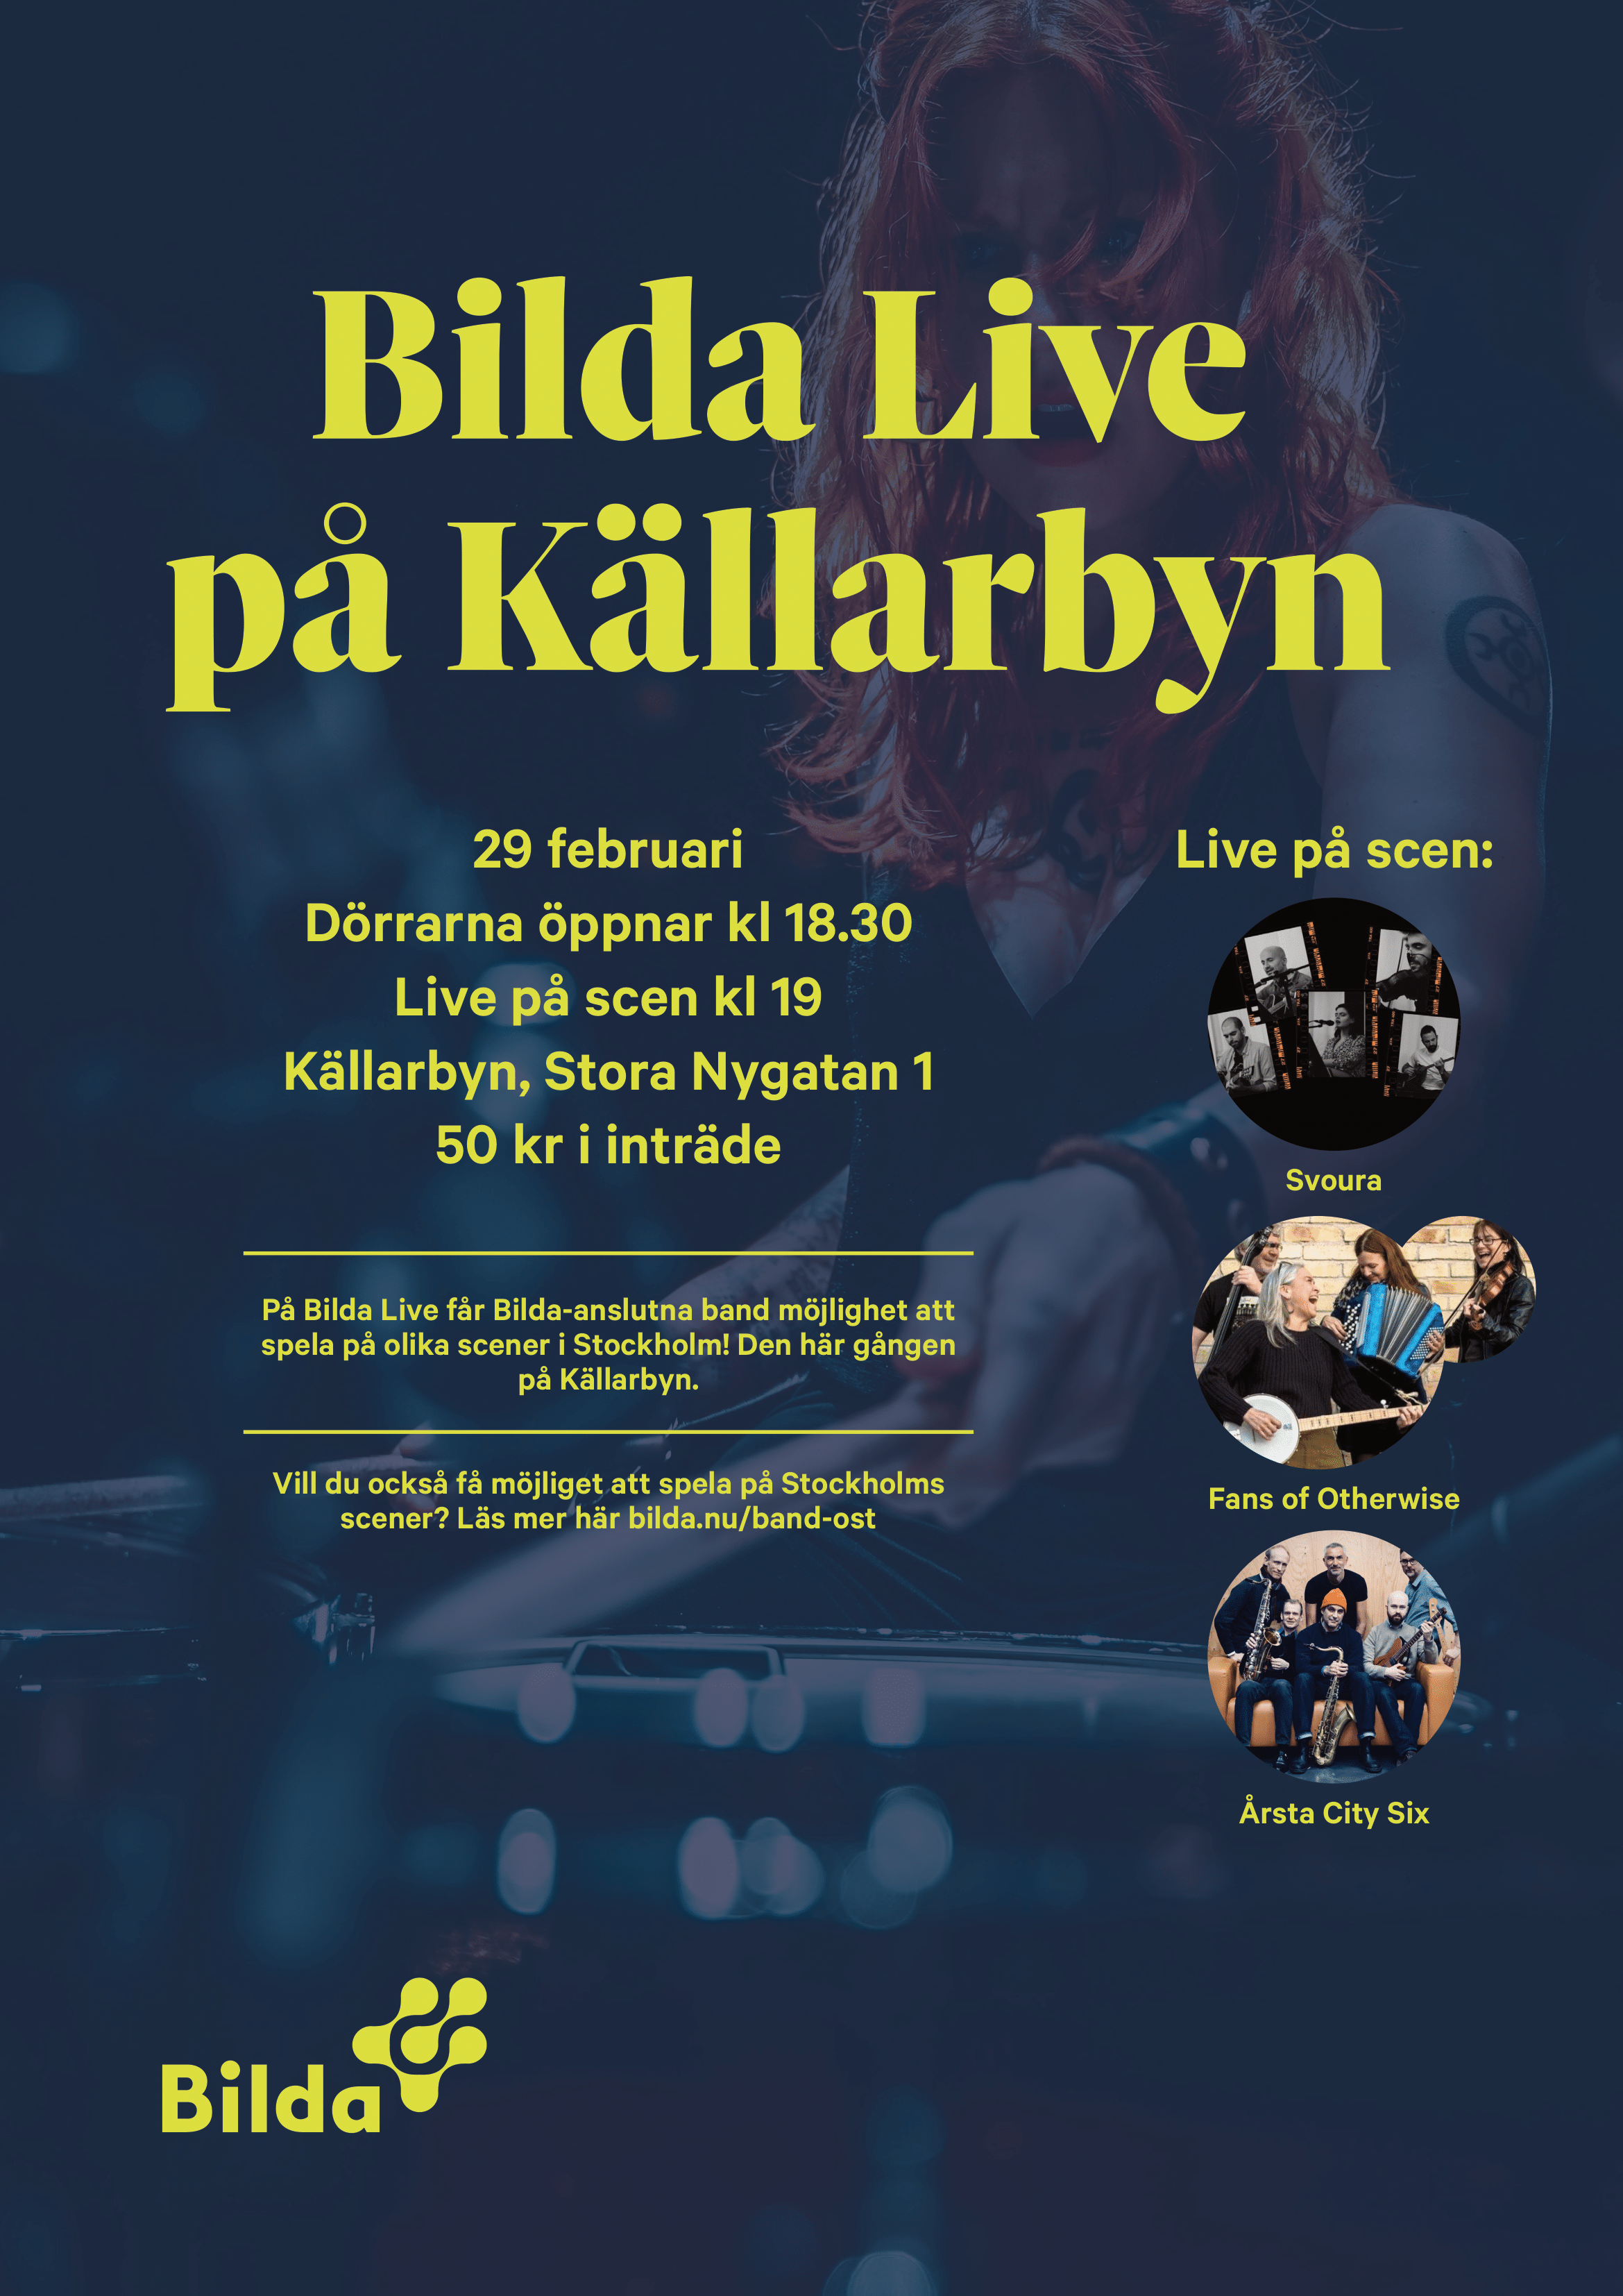 Bilda Live
på Källarbyn
29 februari
Dörrarna öppnar kl 18.30
Live på scen kl 19
Källarbyn, Stora Nygatan 1
50 kr i inträde
På Bilda Live får Bilda-anslutna band möjlighet att
spela på olika scener i Stockholm! Den här gången
på Källarbyn.
Vill du också få möjliget att spela på Stockholms
scener? Läs mer här bilda.nu/band-ost
Live på scen:
Svoura
Fans of Otherwise
Årsta City Six
Bilda